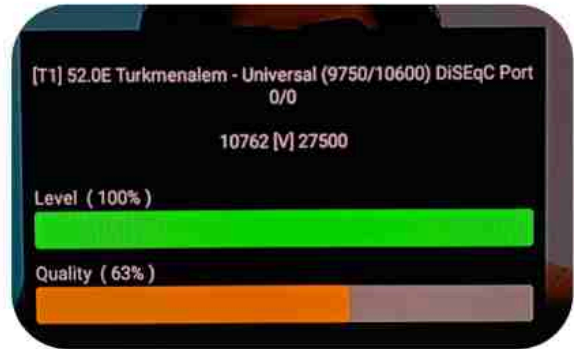 [T1] 52.0E Turkmenalem - Universal (9750/10600) DiSEqC Port
0/0
10762 [V] 27500
Level ( 100% )
Quality ( 63% )